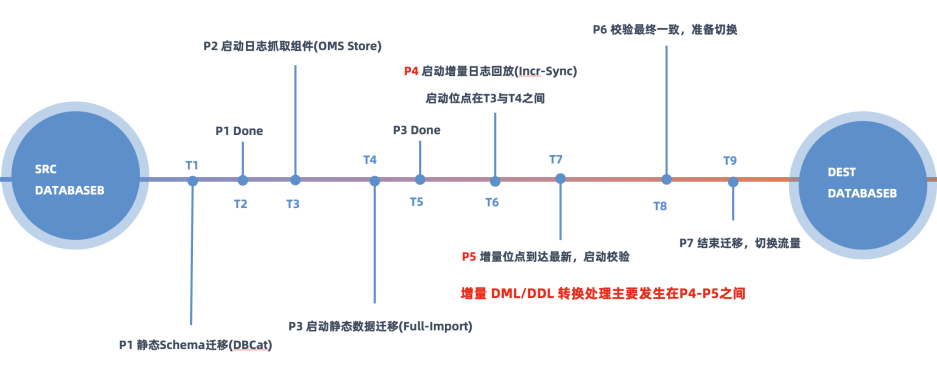 P6 校验最终一致，准备切换
P2 启动日志抓取组件(OMS Store)
P4 启动增量日志回放(Incr-Sync)
启动位点在T3与T4之间
P1 Done
P3 Done
SRC
DATABASEB
T1
T2
T3
T4
T5
T6
T7
T8
T9
DEST
DATABASEB
P7 结束迁移，切换流量
P5 增量位点到达最新，启动校验
增量 DML/DDL 转换处理主要发生在P4-P5之间
P3 启动静态数据迁移(Full-Import)
P1 静态Schema迁移(DBCat)